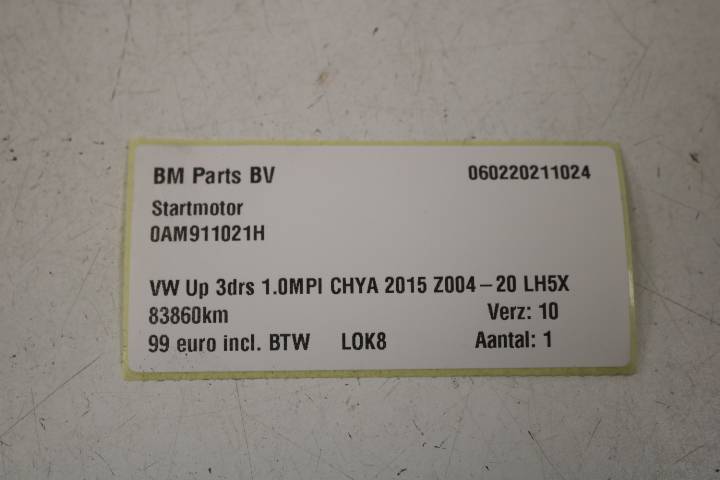 BM Parts BV 060220211024
Startmotor
0AM911021H
VW Up 3drs 1.0MPI CHYA 2015 Z004-20 LH5X
83860km Verz: 10
99 euro incl. BTW LOK8 Aantal: 1